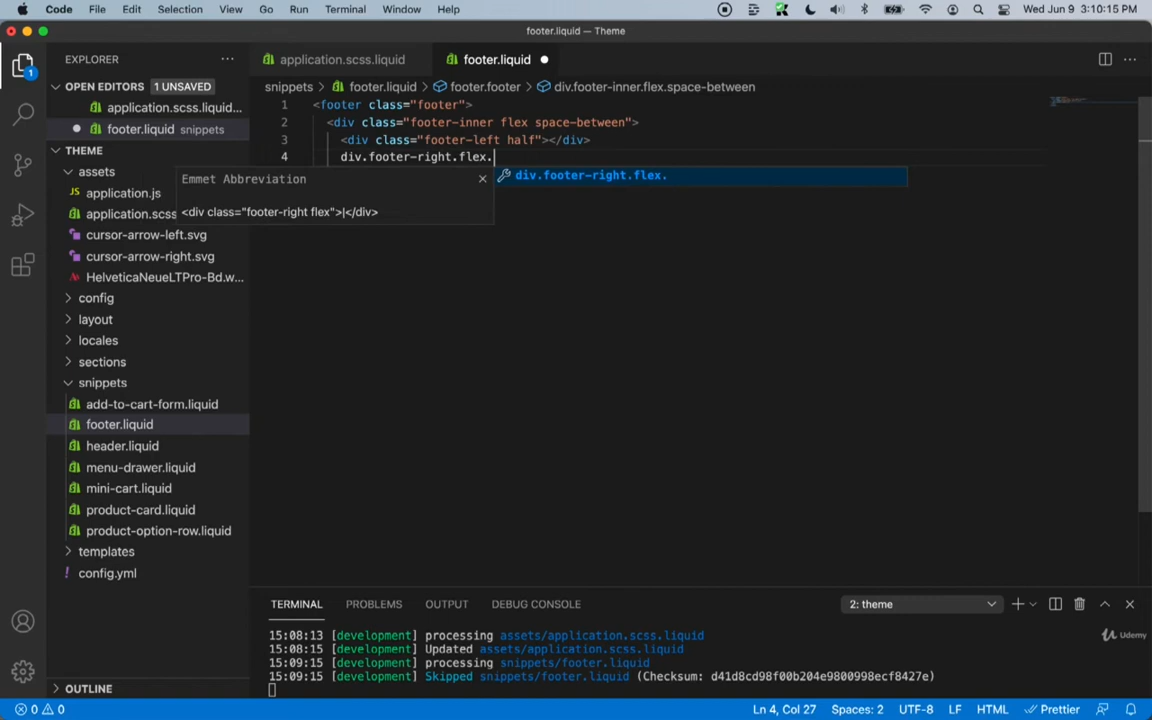 Code File Edit Selection View Go Run Terminal Window Help Wed Jun 9 3:10:15 PM
footer.liquid — Theme
EXPLORER
application.scss.liquid
footer.liquid
OPEN EDITORS 1 UNSAVED
application.scss.liquid...
footer.liquid snippets
THEME
assets
JS application.js
application.scss
cursor-arrow-left.svg
cursor-arrow-right.svg
HelveticaNeueLTPro-Bd.w...
config
layout
locales
sections
snippets
add-to-cart-form.liquid
footer.liquid
header.liquid
menu-drawer.liquid
mini-cart.liquid
product-card.liquid
product-option-row.liquid
templates
! config.yml
OUTLINE
1
snippets > footer.liquid > footer.footer > div.footer-inner.flex.space-between
1 <footer class="footer">
2 <div class="footer-inner flex space-between">
3 <div class="footer-left half"></div>
4 div.footer-right.flex.
Emmet Abbreviation
<div class="footer-right flex">|</div>
div.footer-right.flex.
TERMINAL PROBLEMS OUTPUT DEBUG CONSOLE 2: theme
15:08:13 [development] processing assets/application.scss.liquid
15:08:15 [development] Updated assets/application.scss.liquid
15:09:15 [development] processing snippets/footer.liquid
15:09:15 [development] Skipped snippets/footer.liquid (Checksum: d41d8cd98f00b204e9800998ecf8427e)
Udemy
0 0 Ln 4, Col 27 Spaces: 2 UTF-8 LF HTML Prettier